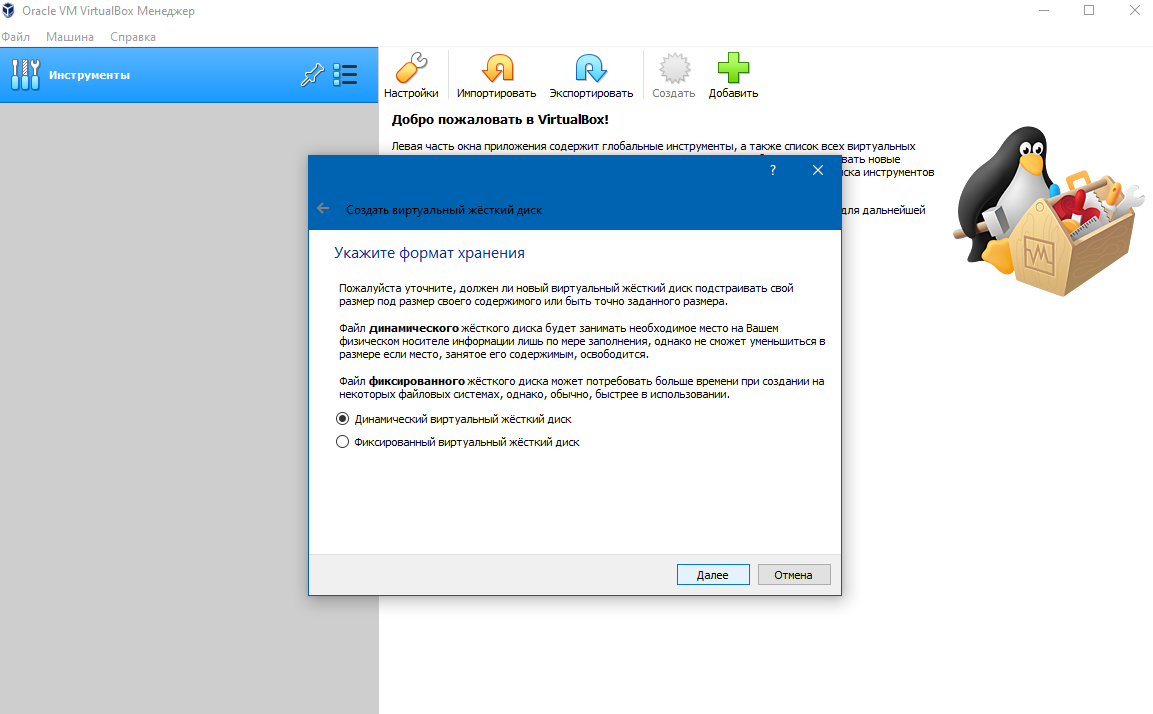 Oracle VM VirtualBox Менеджер
Файл Машина Справка
Инструменты
Настройки Импортировать Экспортировать Создать Добавить
Добро пожаловать в VirtualBox!
Левая часть окна приложения содержит глобальные инструменты, а также список всех виртуальных
вать новые
ска инструментов
для дальнейшей
?
Создать виртуальный жёсткий диск
Укажите формат хранения
Пожалуйста уточните, должен ли новый виртуальный жёсткий диск подстраивать свой
размер под размер своего содержимого или быть точно заданного размера.
Файл динамического жёсткого диска будет занимать необходимое место на Вашем
физическом носителе информации лишь по мере заполнения, однако не сможет уменьшиться в
размере если место, занятое его содержимым, освободится.
Файл фиксированного жёсткого диска может потребовать больше времени при создании на
некоторых файловых системах, однако, обычно, быстрее в использовании.
Динамический виртуальный жёсткий диск
Фиксированный виртуальный жёсткий диск
Далее Отмена